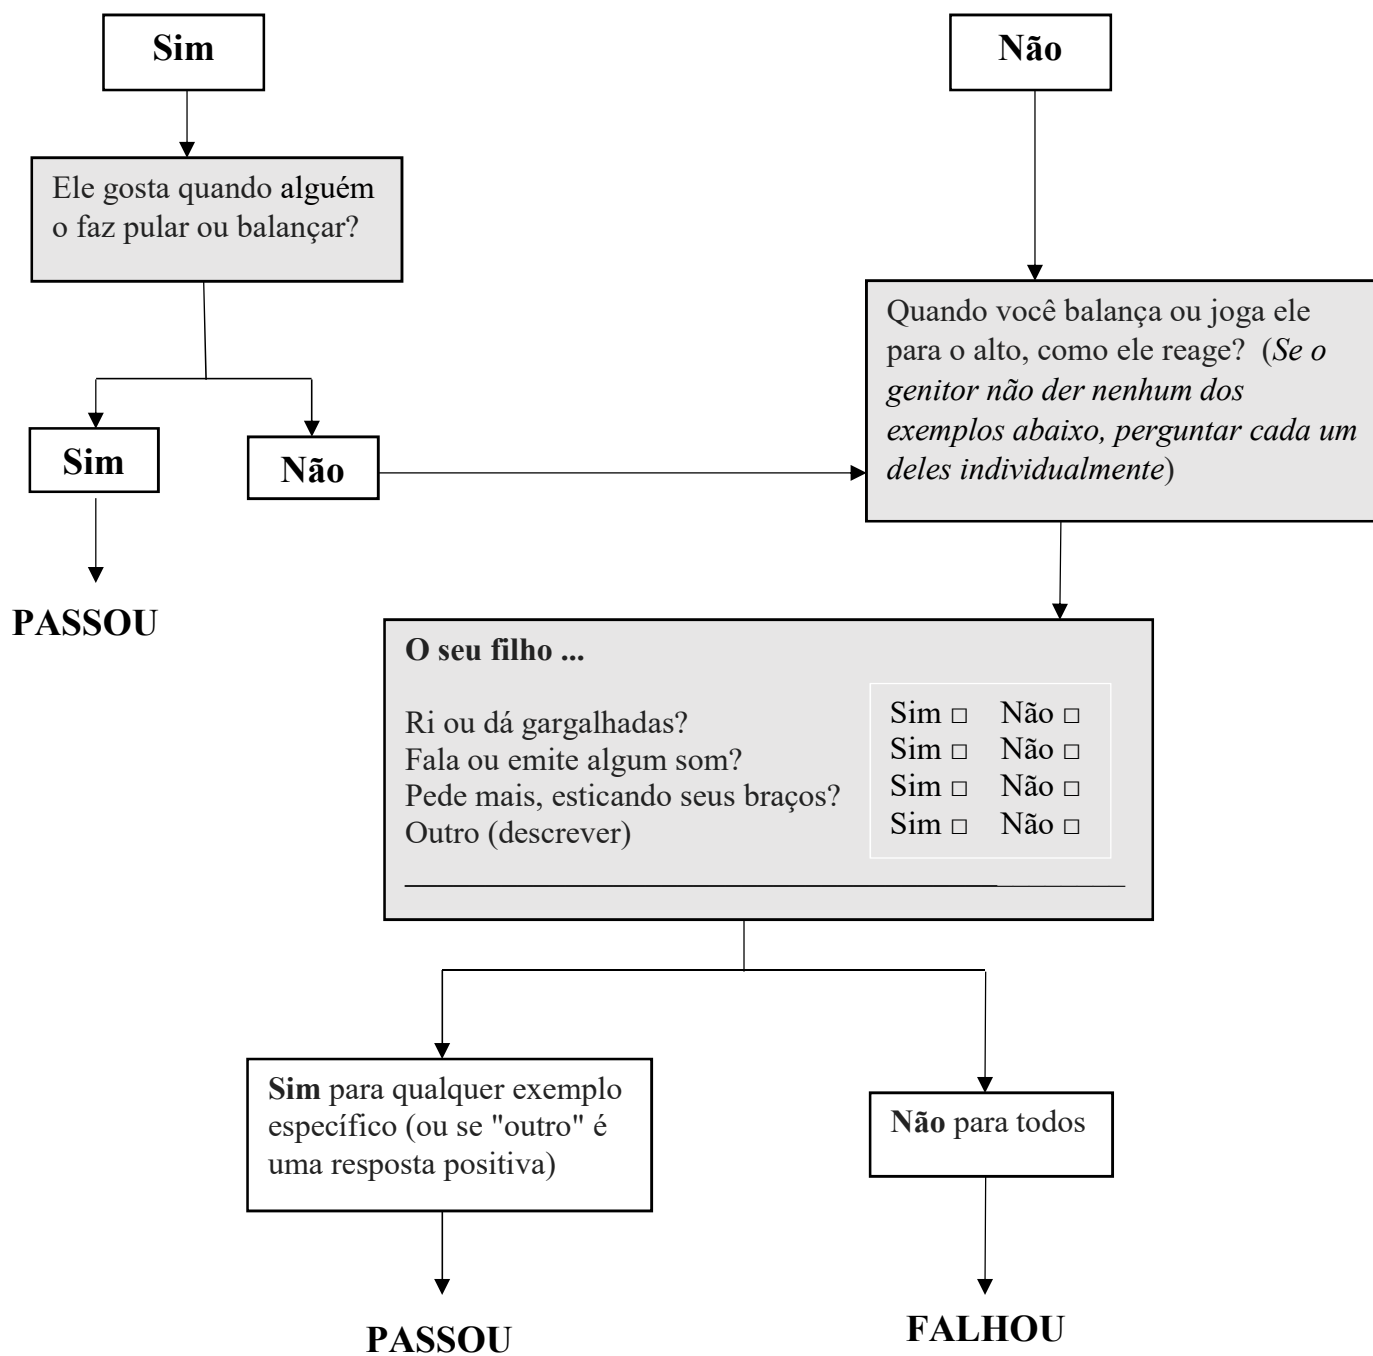 Sim
Não
Ele gosta quando alguém
o faz pular ou balançar?
Quando você balança ou joga ele
para o alto, como ele reage? (Se o
genitor não der nenhum dos
exemplos abaixo, perguntar cada um
deles individualmente)
Sim
Não
PASSOU
O seu filho ...
Ri ou dá gargalhadas? Sim □ Não □
Fala ou emite algum som? Sim □ Não □
Pede mais, esticando seus braços? Sim □ Não □
Outro (descrever) Sim □ Não □
Sim para qualquer exemplo
específico (ou se "outro" é
uma resposta positiva)
Não para todos
PASSOU
FALHOU